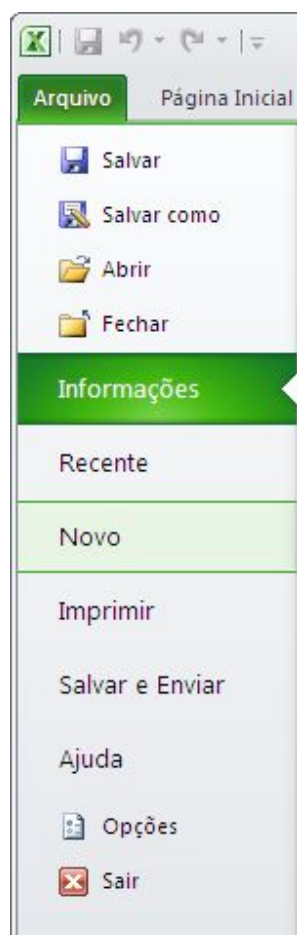 Arquivo Página Inicial
Salvar
Salvar como
Abrir
Fechar
Informações
Recente
Novo
Imprimir
Salvar e Enviar
Ajuda
Opções
Sair